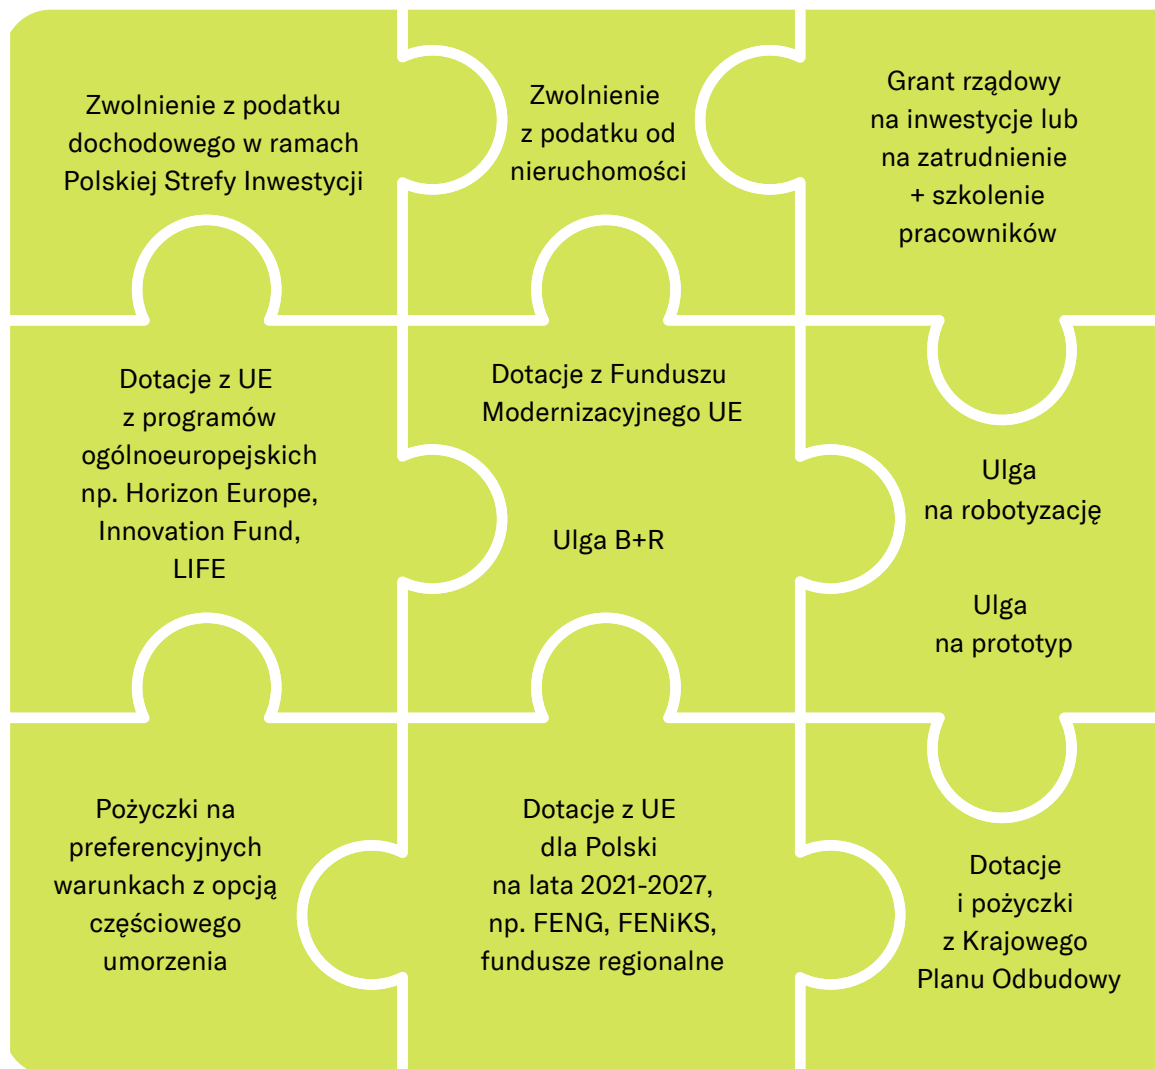 Zwolnienie z podatku
dochodowego w ramach
Polskiej Strefy Inwestycji
Zwolnienie
z podatku od
nieruchomości
Grant rządowy
na inwestycje lub
na zatrudnienie
+ szkolenie
pracowników
Dotacje z UE
z programów
ogólnoeuropejskich
np. Horizon Europe,
Innovation Fund,
LIFE
Dotacje z Funduszu
Modernizacyjnego UE
Ulga B+R
Ulga
na robotyzację
Ulga
na prototyp
Pożyczki na
preferencyjnych
warunkach z opcją
częściowego
umorzenia
Dotacje z UE
dla Polski
na lata 2021-2027,
np. FENG, FENiKS,
fundusze regionalne
Dotacje
i pożyczki
z Krajowego
Planu Odbudowy